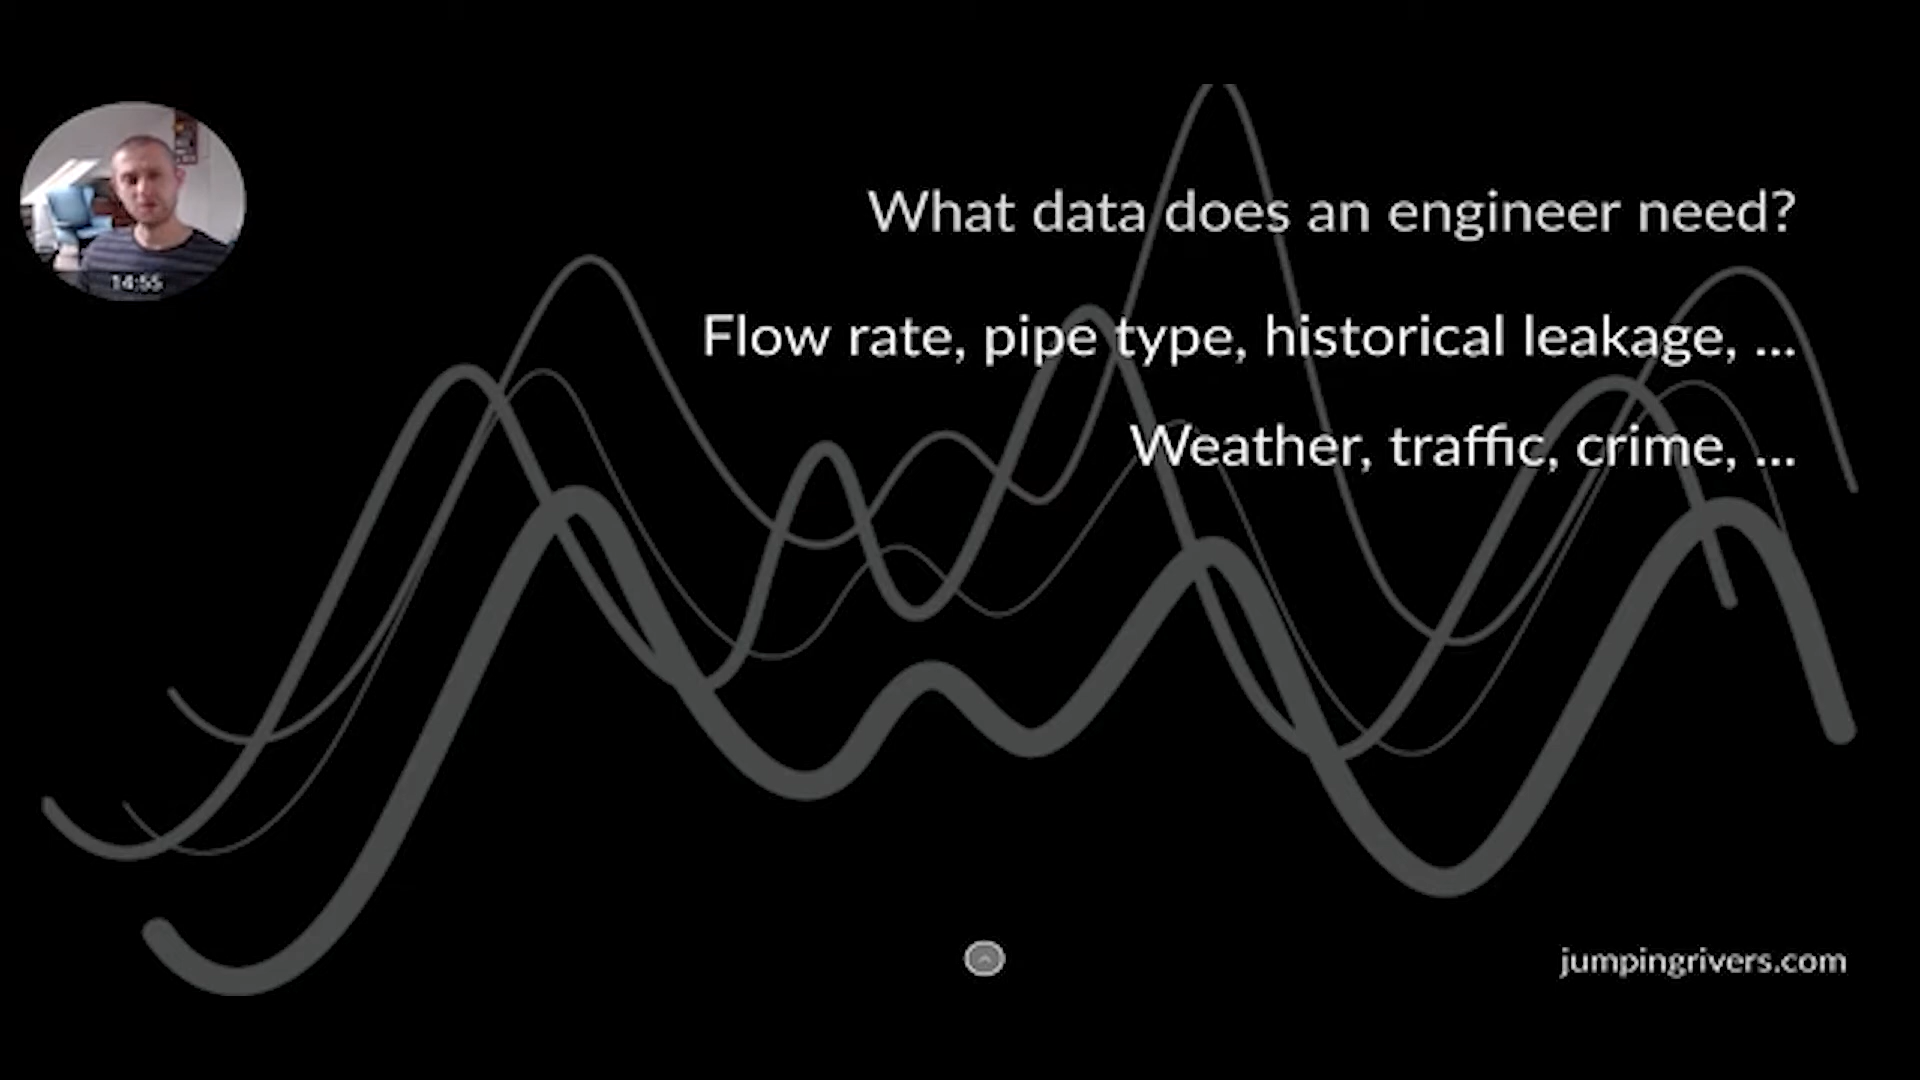 What data does an engineer need?
Flow rate, pipe type, historical leakage, ...
Weather, traffic, crime, ...
14:55
jumpingrivers.com